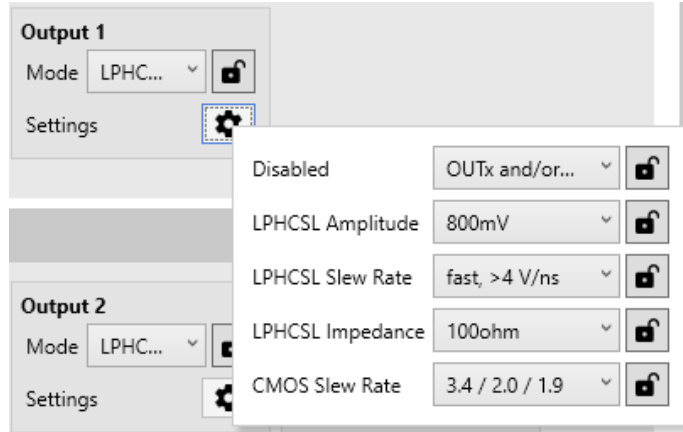 Output 1
Mode LPHC...
Settings
Disabled OUTx and/or...
LPHCSL Amplitude 800mV
LPHCSL Slew Rate fast, >4 V/ns
LPHCSL Impedance 100ohm
CMOS Slew Rate 3.4 / 2.0 / 1.9
Output 2
Mode LPHC...
Settings